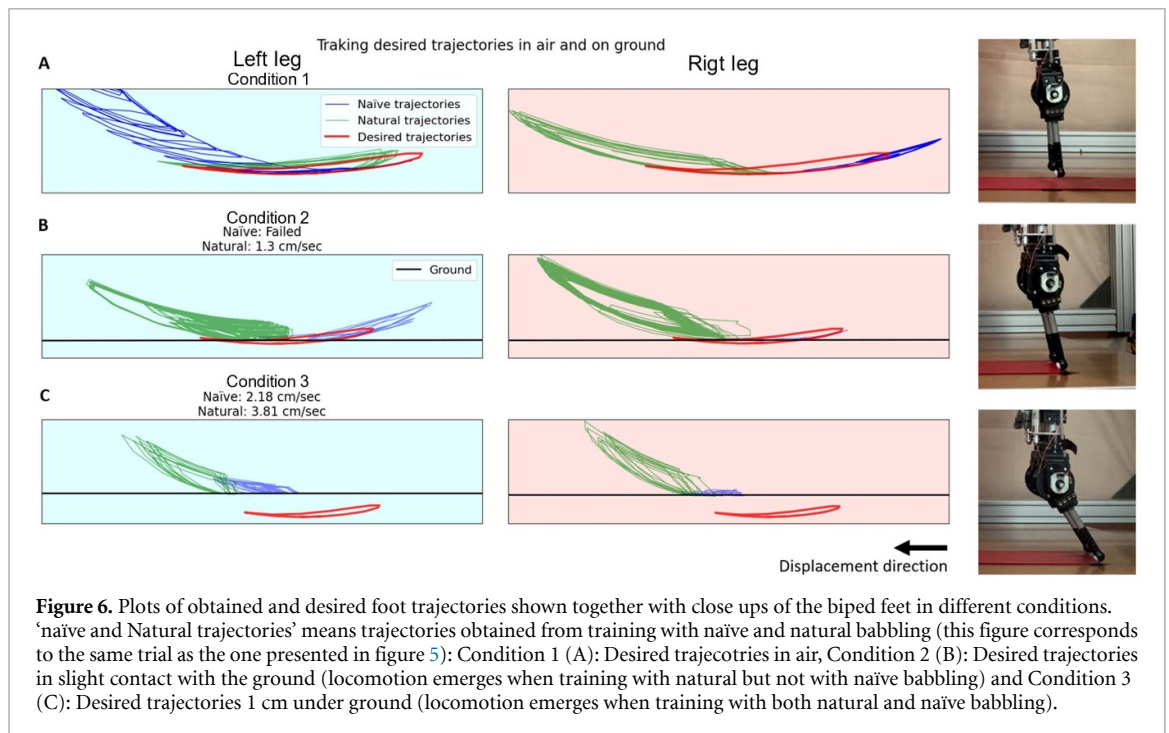 Traking desired trajectories in air and on ground
A
Left leg
Rigt leg
Condition 1
Naïve trajectories
Natural trajectories
Desired trajectories
B
Condition 2
Naïve: Failed
Natural: 1.3 cm/sec
Ground
C
Condition 3
Naïve: 2.18 cm/sec
Natural: 3.81 cm/sec
Displacement direction
Figure 6. Plots of obtained and desired foot trajectories shown together with close ups of the biped feet in different conditions.
‘naïve and Natural trajectories’ means trajectories obtained from training with naïve and natural babbling (this figure corresponds
to the same trial as the one presented in figure 5): Condition 1 (A): Desired trajecotries in air, Condition 2 (B): Desired trajectories
in slight contact with the ground (locomotion emerges when training with natural but not with naïve babbling) and Condition 3
(C): Desired trajectories 1 cm under ground (locomotion emerges when training with both natural and naïve babbling).